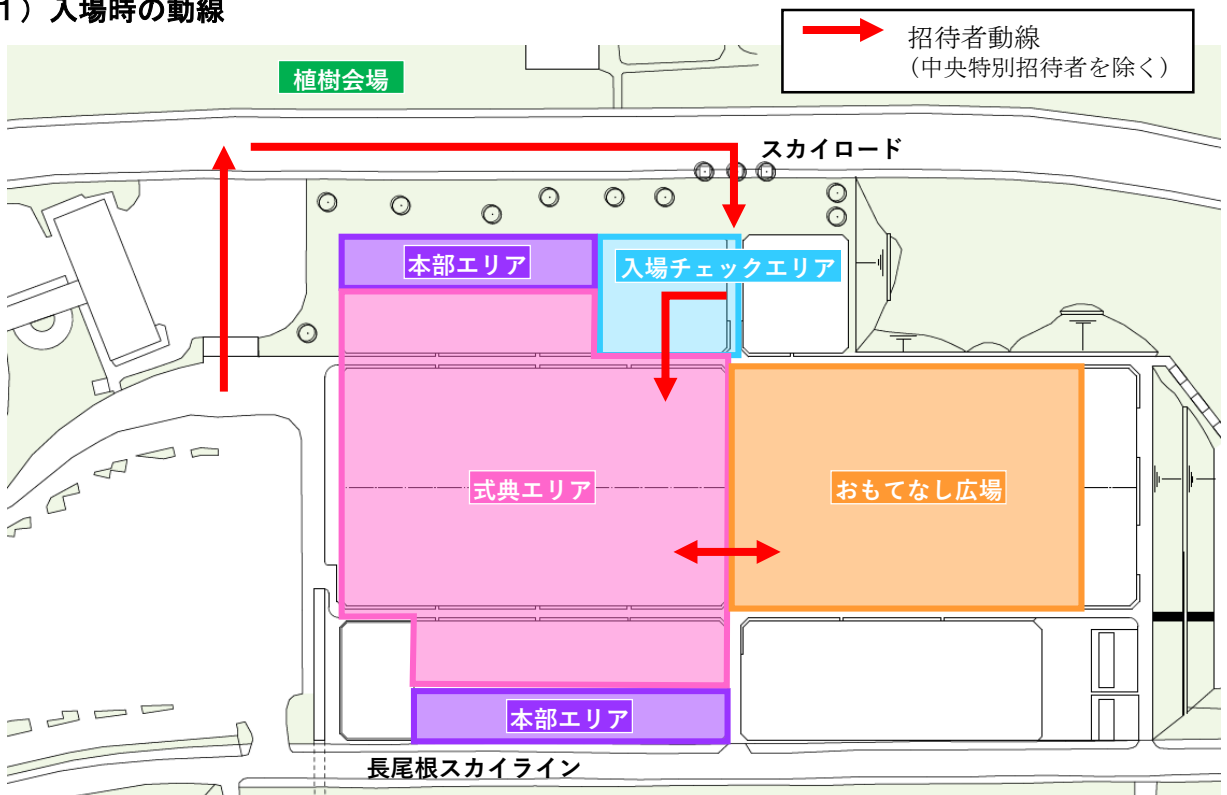 1）入場時の動線
招待者動線
（中央特別招待者を除く）
植樹会場
スカイロード
本部エリア
入場チェックエリア
式典エリア
おもてなし広場
本部エリア
長尾根スカイライン